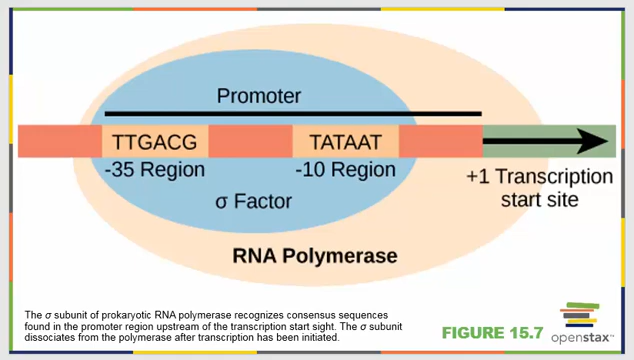 Promoter
TTGACG TATAAT
-35 Region -10 Region
+1 Transcription
start site
σ Factor
RNA Polymerase
The σ subunit of prokaryotic RNA polymerase recognizes consensus sequences
found in the promoter region upstream of the transcription start sight. The σ subunit
dissociates from the polymerase after transcription has been initiated.
FIGURE 15.7
openstax™